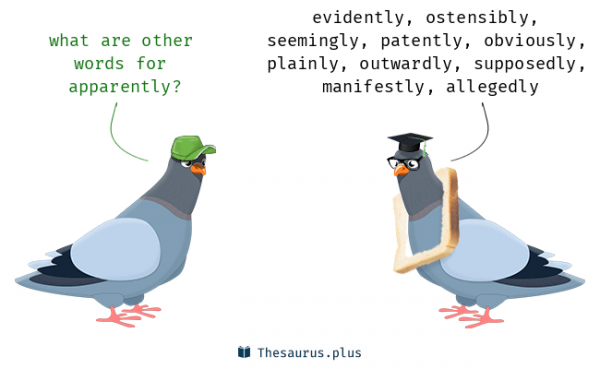 what are other
words for
apparently?
evidently, ostensibly,
seemingly, patently, obviously,
plainly, outwardly, supposedly,
manifestly, allegedly
Thesaurus.plus